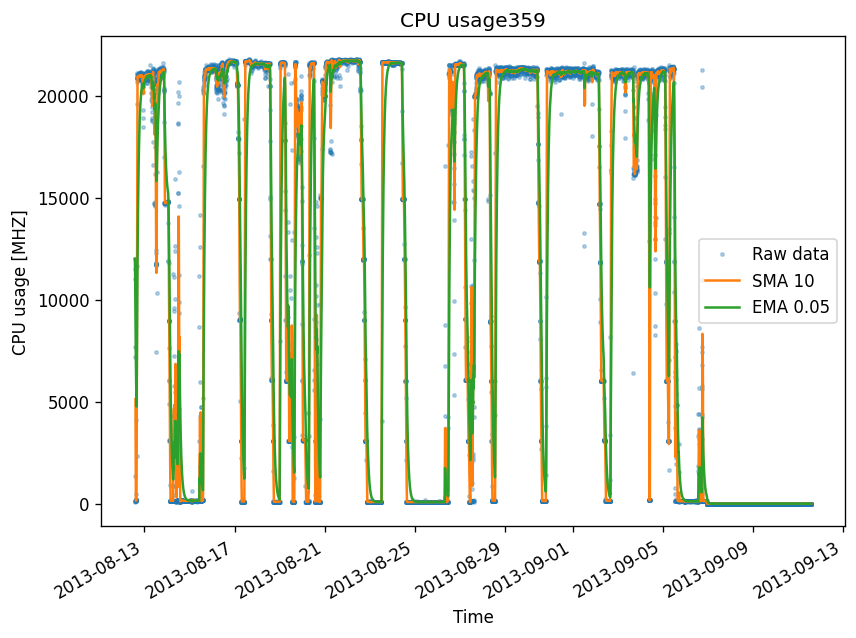 CPU usage359
CPU usage [MHZ]
20000
15000
10000
5000
0
Raw data
SMA 10
EMA 0.05
2013-08-13
2013-08-17
2013-08-21
2013-08-25
2013-08-29
2013-09-01
2013-09-05
2013-09-09
2013-09-13
Time